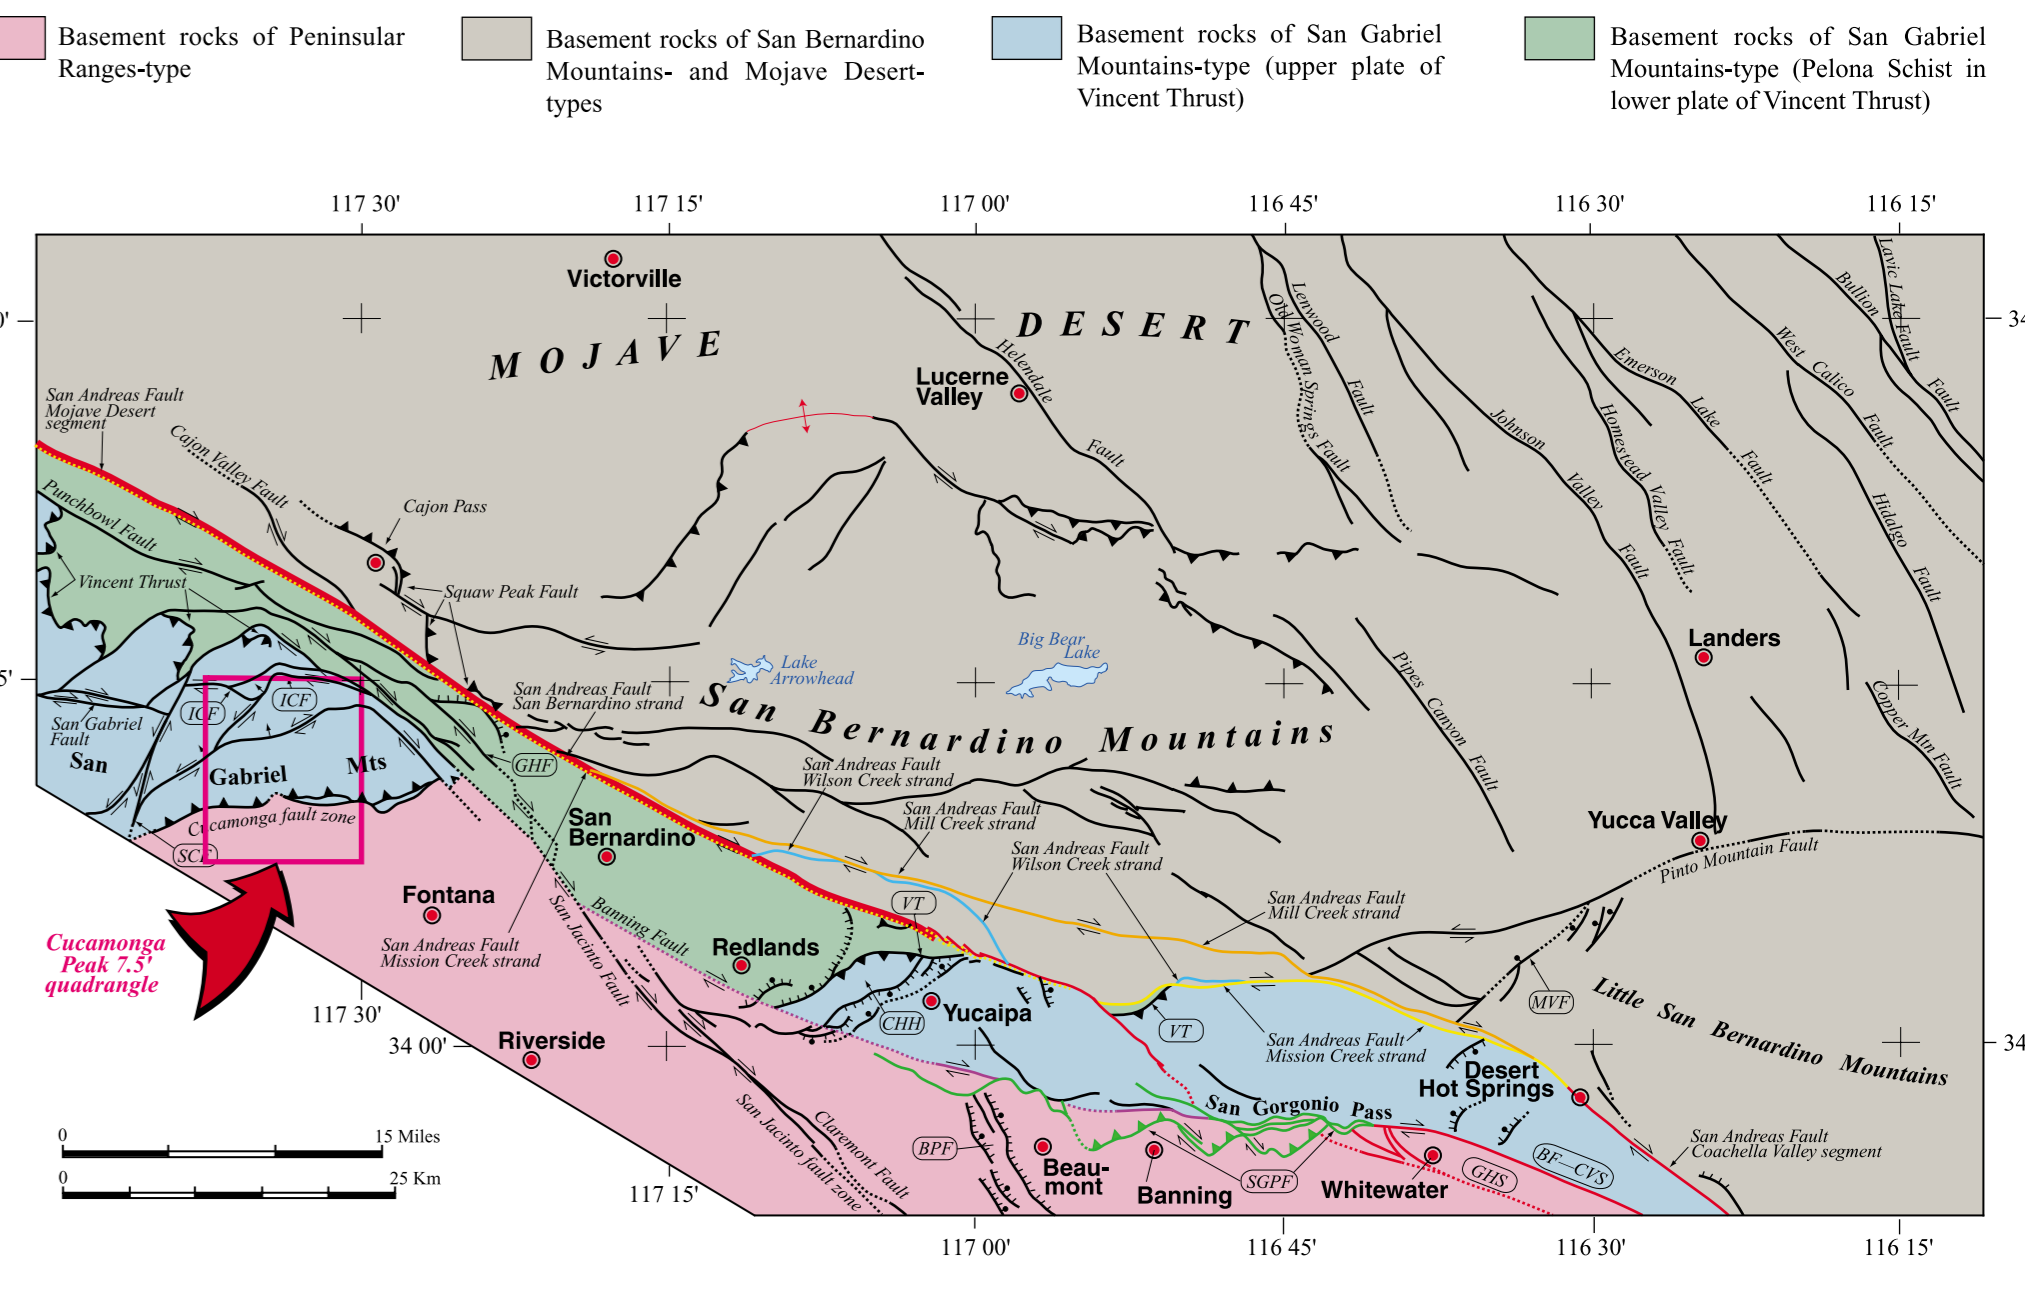 Basement rocks of Peninsular
Ranges-type
Basement rocks of San Bernardino
Mountains- and Mojave Desert-
types
Basement rocks of San Gabriel
Mountains-type (upper plate of
Vincent Thrust)
Basement rocks of San Gabriel
Mountains-type (Pelona Schist in
lower plate of Vincent Thrust)
117 30'
117 15'
117 00'
116 45'
116 30'
116 15'
Victorville
MOJAVE
DESERT
Lucerne
Valley
Helendale
Fault
Old Woman Springs Fault
Lenwood
Fault
Johnson
Valley
Fault
Homestead Valley Fault
Emerson
Lake
Fault
West Calico
Fault
Hidalgo
Fault
Bullion
Fault
Lavic Lake Fault
San Andreas Fault
Mojave Desert
segment
Cajon Valley Fault
Cajon Pass
Punchbowl Fault
Vincent Thrust
Squaw Peak Fault
Lake
Arrowhead
Big Bear
Lake
Landers
Pipes Canyon Fault
Copper Mtn Fault
5'
0'
34
San Andreas Fault
San Bernardino strand
San Bernardino Mountains
ICF
ICF
San Gabriel
Fault
San
Gabriel
Mts
GHF
Cucamonga fault zone
SCF
San Andreas Fault
Wilson Creek strand
San Andreas Fault
Mill Creek strand
San Andreas Fault
Wilson Creek strand
San Andreas Fault
Mill Creek strand
Yucca Valley
Pinto Mountain Fault
San
Bernardino
Fontana
San Andreas Fault
Mission Creek strand
San Jacinto Fault
Banning Fault
Redlands
VT
Cucamonga
Peak 7.5'
quadrangle
117 30'
34 00'
Riverside
CHH
Yucaipa
VT
San Andreas Fault
Mission Creek strand
MVF
Little San Bernardino Mountains
34
Desert
Hot Springs
San Gorgonio Pass
San Jacinto fault zone
Claremont Fault
BPF
Beau-
mont
Banning
SGPF
Whitewater
GHS
BF—CVS
San Andreas Fault
Coachella Valley segment
0
15 Miles
0
25 Km
117 15'
117 00'
116 45'
116 30'
116 15'